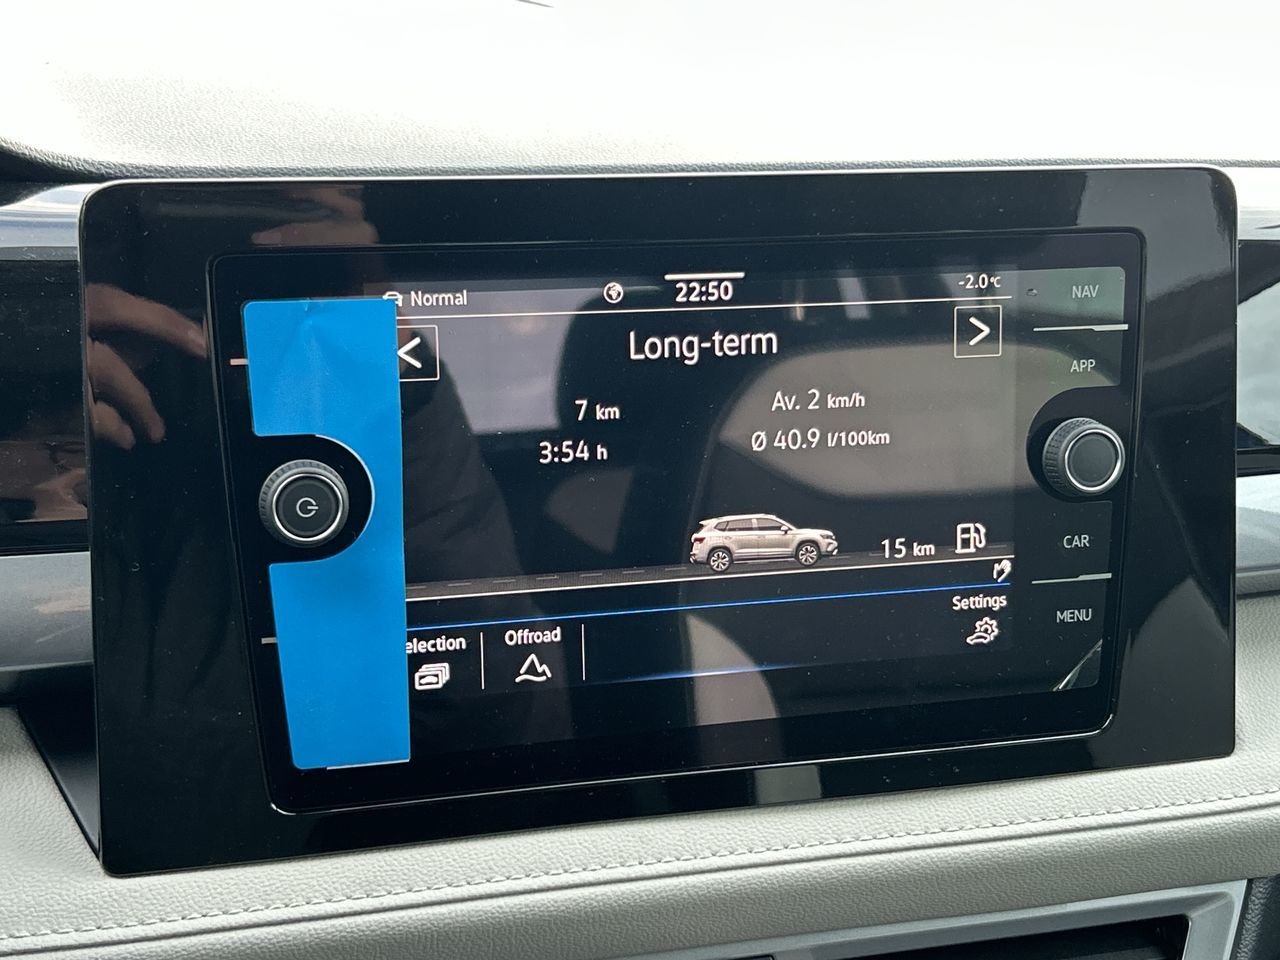 Normal
22:50
-2.0°C
NAV
Long-term
APP
7 km
Av. 2 km/h
3:54 h
Ø 40.9 l/100km
15 km
CAR
Settings
MENU
election
Offroad